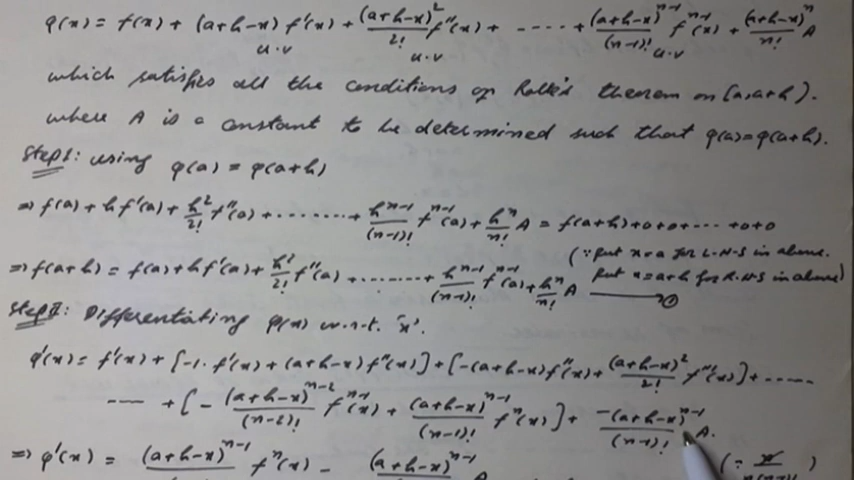 φ(x) = f(x) + (a+h-x) f'(x) + (a+h-x)²/2! f''(x) + ---- + (a+h-x)^(n-1)/(n-1)! f^(n-1)(x) + (a+h-x)^n/n! A
u.v u.v u.v
which satisfies all the conditions of Rolle's theorem on [a,a+h].
where A is a constant to be determined such that φ(a)=φ(a+h).
Step I: using φ(a) = φ(a+h)
⇒ f(a) + h f'(a) + h²/2! f''(a) + ....... + h^(n-1)/(n-1)! f^(n-1)(a) + h^n/n! A = f(a+h)+0+0+---+0+0
(∵ put x=a for L.H.S in above.
⇒ f(a+h) = f(a)+hf'(a)+ h²/2! f''(a) + ....... + h^(n-1)/(n-1)! f^(n-1)(a) + h^n/n! A → ①
put x=a+h for R.H.S in above)
Step II: Differentiating φ(x) w.r.t. 'x'.
φ'(x) = f'(x) + [-1. f'(x) + (a+h-x) f''(x)] + [-(a+h-x) f''(x) + (a+h-x)²/2! f'''(x)] + -----
---- + [- (a+h-x)^(n-2)/(n-2)! f^(n-1)(x) + (a+h-x)^(n-1)/(n-1)! f^n(x)] + -(a+h-x)^(n-1)/(n-1)! A.
⇒ φ'(x) = (a+h-x)^(n-1) f^n(x) - (a+h-x)^(n-1) A